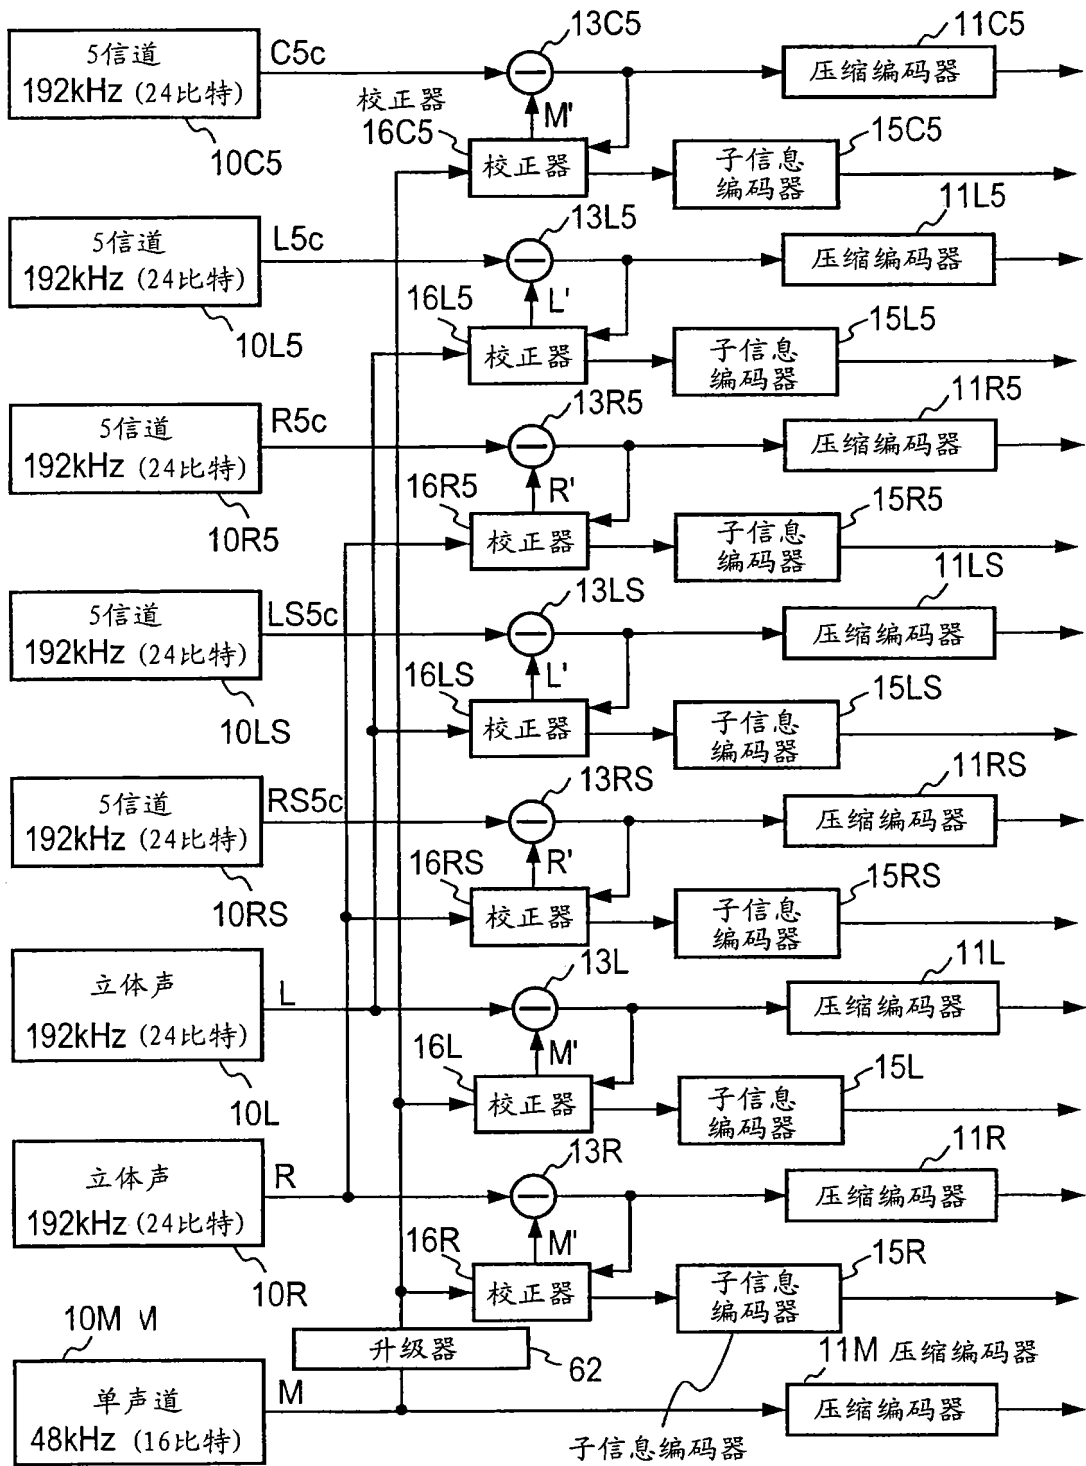 13C5
11C5
5信道
192kHz (24比特)
C5c
压缩编码器
校正器
16C5
M'
10C5
校正器
子信息
编码器
15C5
13L5
11L5
5信道
192kHz (24比特)
L5c
压缩编码器
16L5
L'
10L5
校正器
子信息
编码器
15L5
13R5
11R5
5信道
192kHz (24比特)
R5c
压缩编码器
16R5
R'
10R5
校正器
子信息
编码器
15R5
13LS
11LS
5信道
192kHz (24比特)
LS5c
压缩编码器
16LS
L'
10LS
校正器
子信息
编码器
15LS
13RS
11RS
5信道
192kHz (24比特)
RS5c
压缩编码器
16RS
R'
10RS
校正器
子信息
编码器
15RS
13L
11L
立体声
192kHz (24比特)
L
压缩编码器
16L
M'
10L
校正器
子信息
编码器
15L
13R
11R
立体声
192kHz (24比特)
R
压缩编码器
16R
M'
10R
校正器
子信息
编码器
15R
10M M
升级器
62
11M 压缩编码器
单声道
48kHz (16比特)
M
压缩编码器
子信息编码器